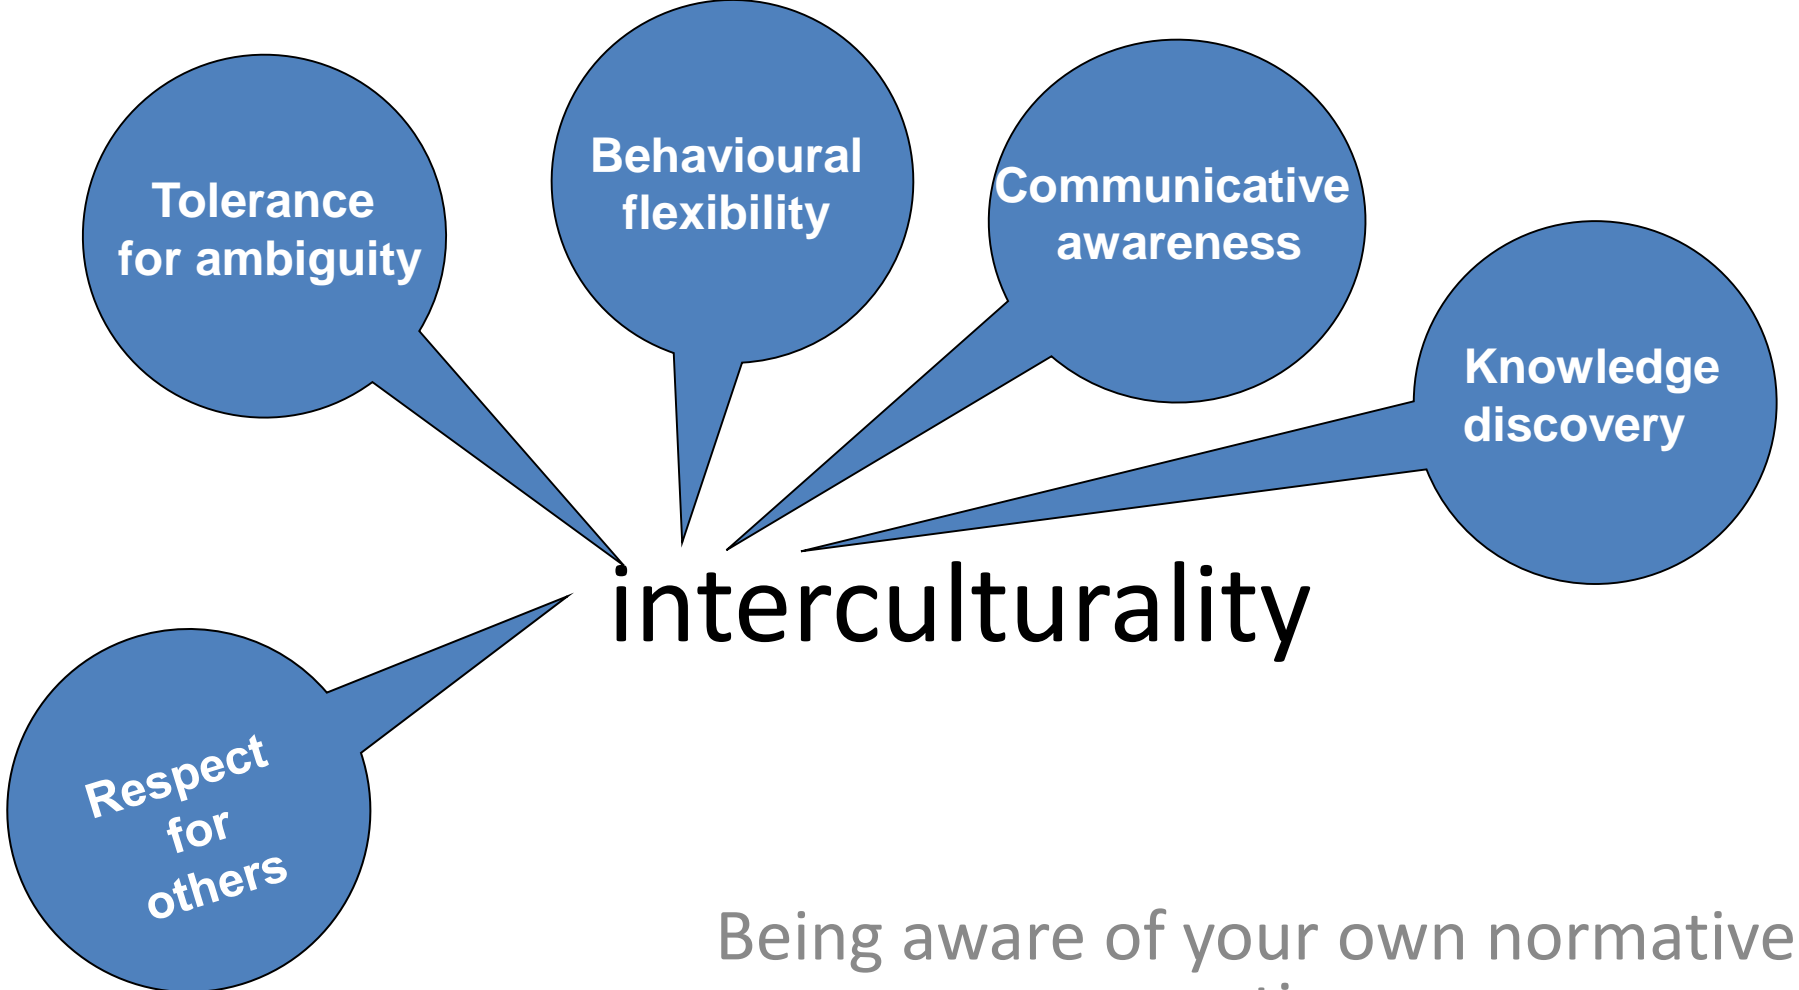 Tolerance
for ambiguity
Behavioural
flexibility
Communicative
awareness
Knowledge
discovery
interculturality
Respect
for
others
Being aware of your own normative